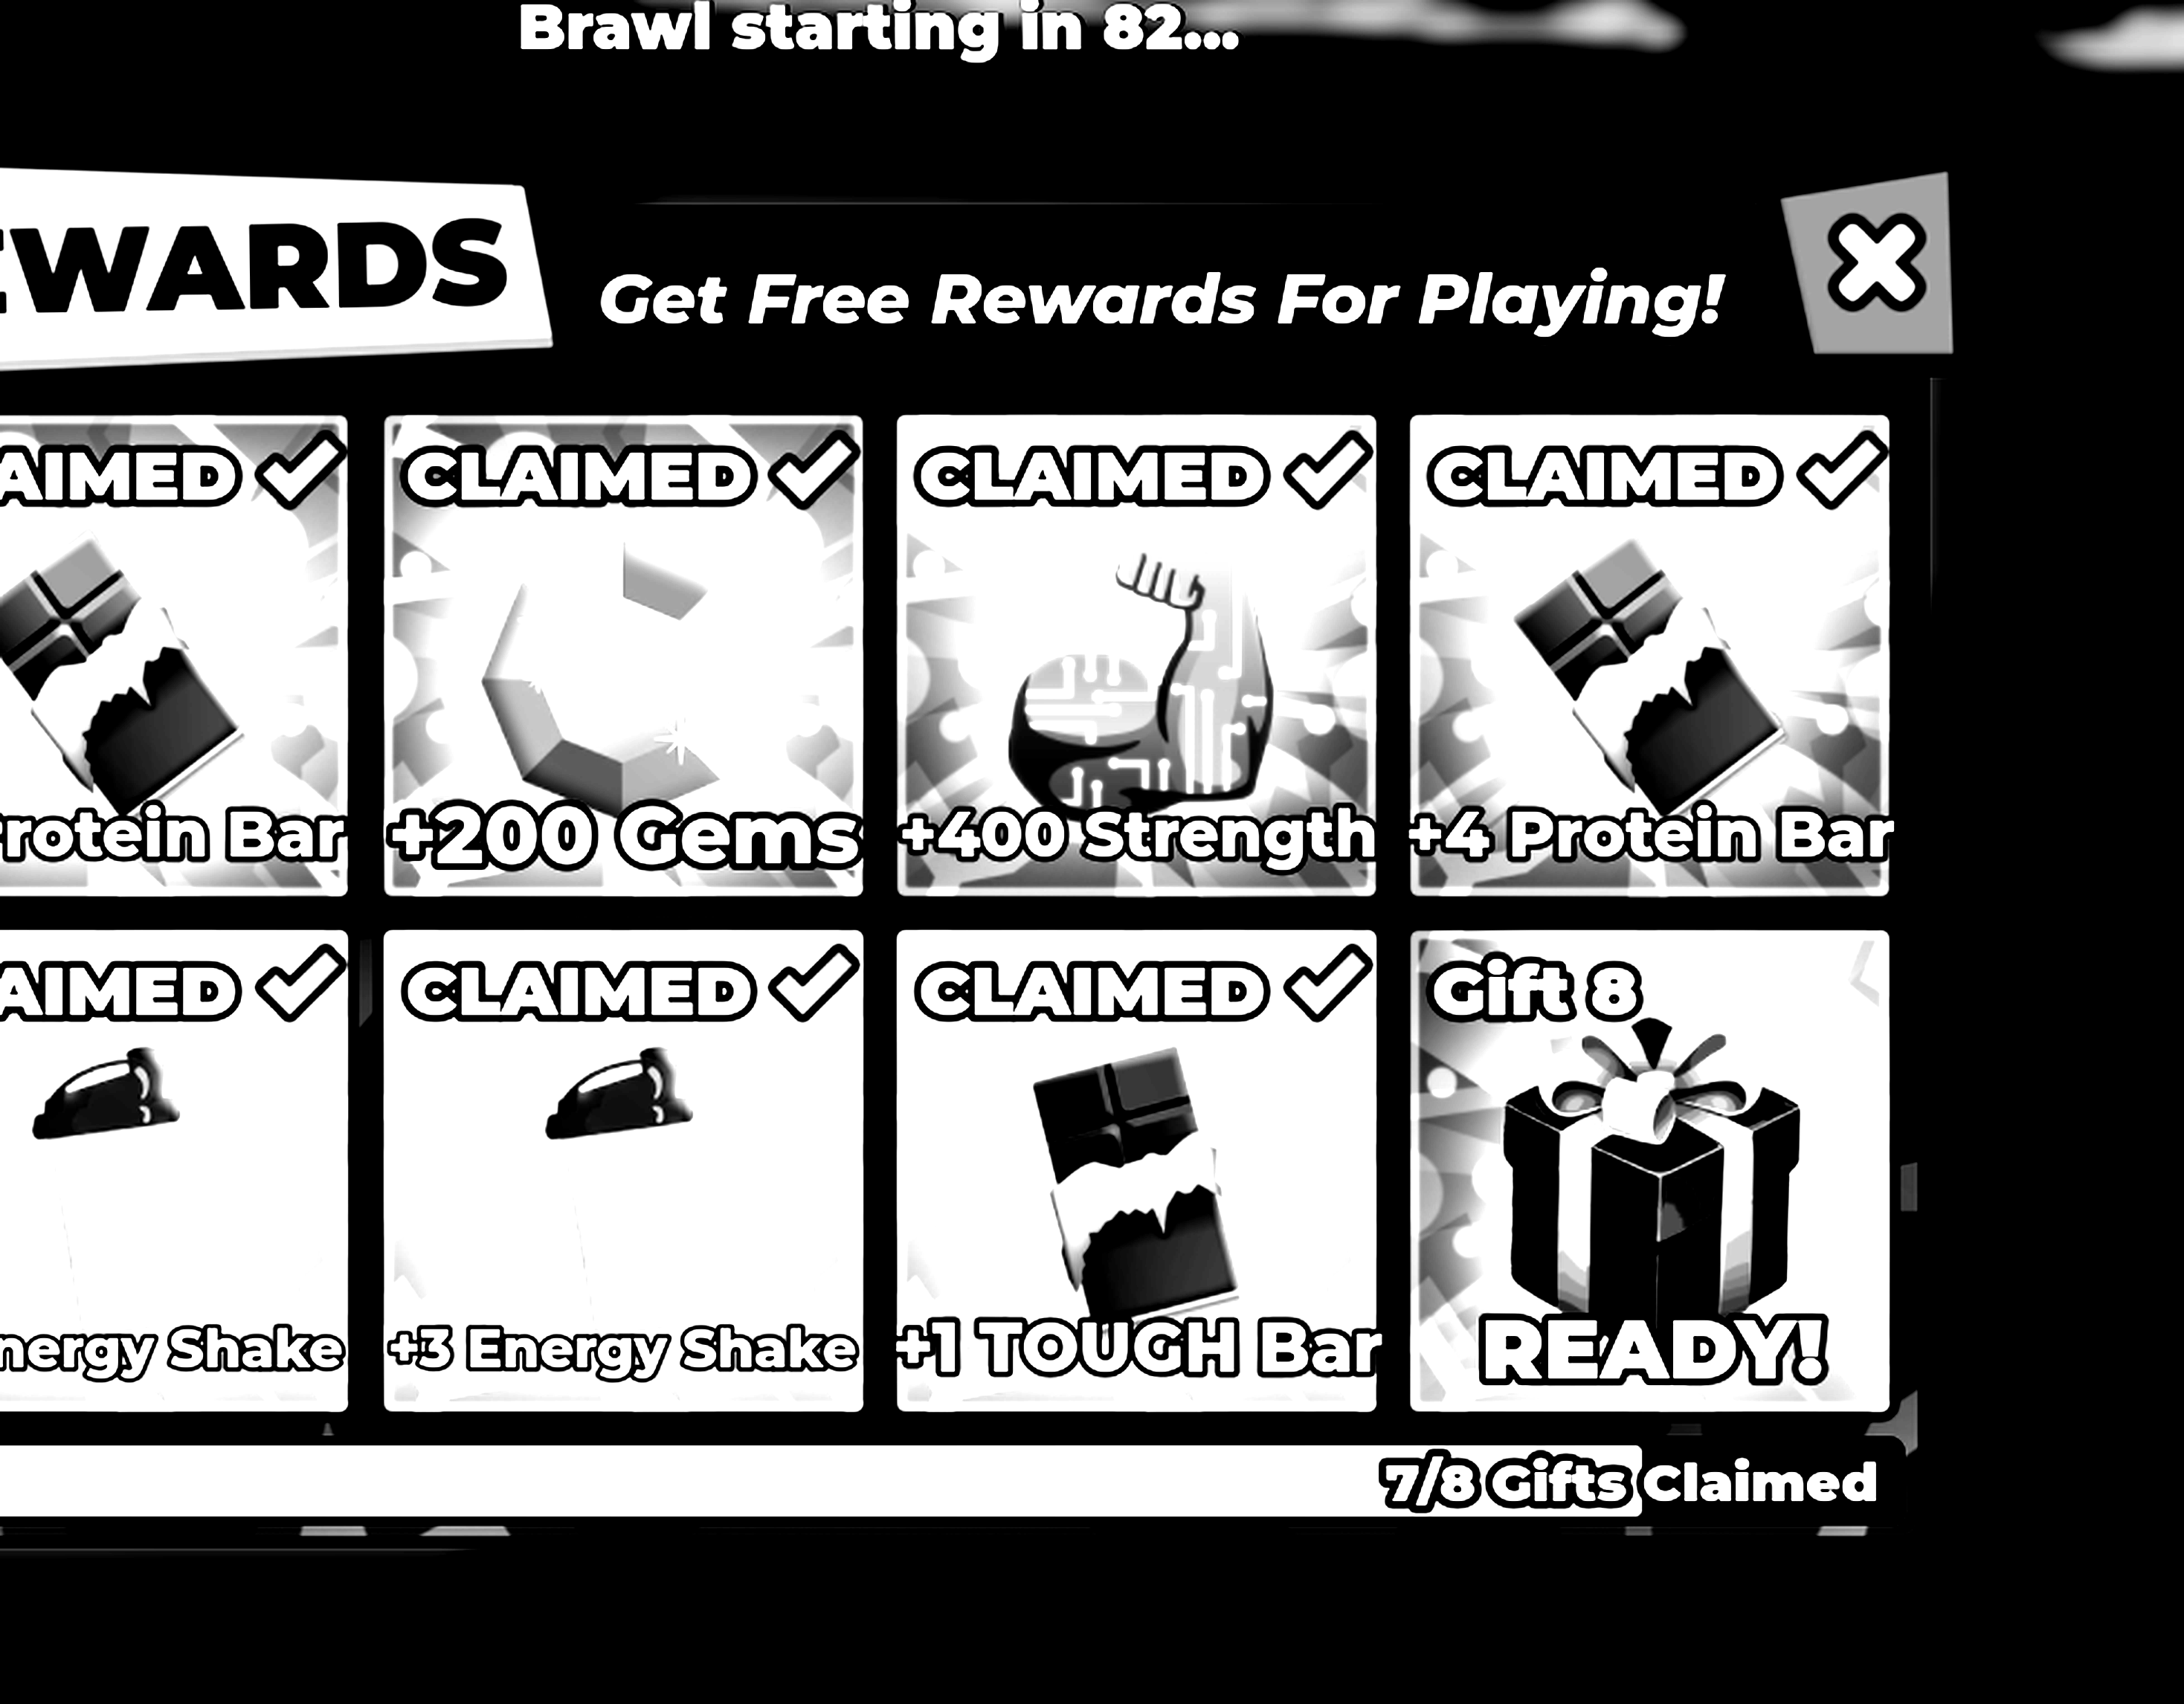 Brawl starting in 82...
EWARDS
Get Free Rewards For Playing!
AIMED CLAIMED CLAIMED CLAIMED
rotein Bar +200 Gems +400 Strength +4 Protein Bar
AIMED CLAIMED CLAIMED Gift 8
nergy Shake +3 Energy Shake +1 TOUGH Bar READY!
7/8 Gifts Claimed